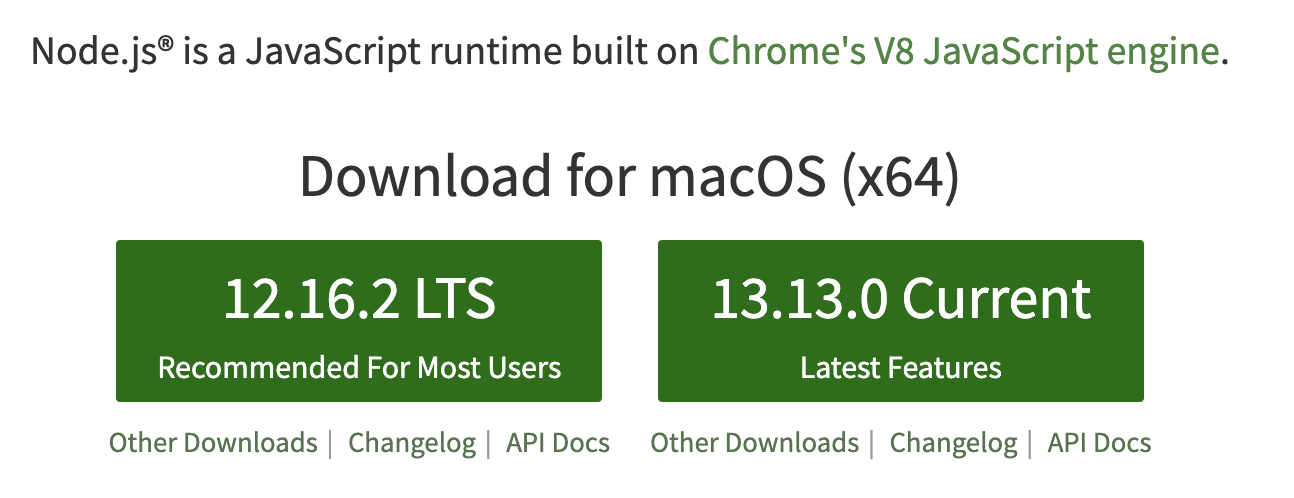 Node.js® is a JavaScript runtime built on Chrome's V8 JavaScript engine.
Download for macOS (x64)
12.16.2 LTS
Recommended For Most Users
13.13.0 Current
Latest Features
Other Downloads | Changelog | API Docs
Other Downloads | Changelog | API Docs